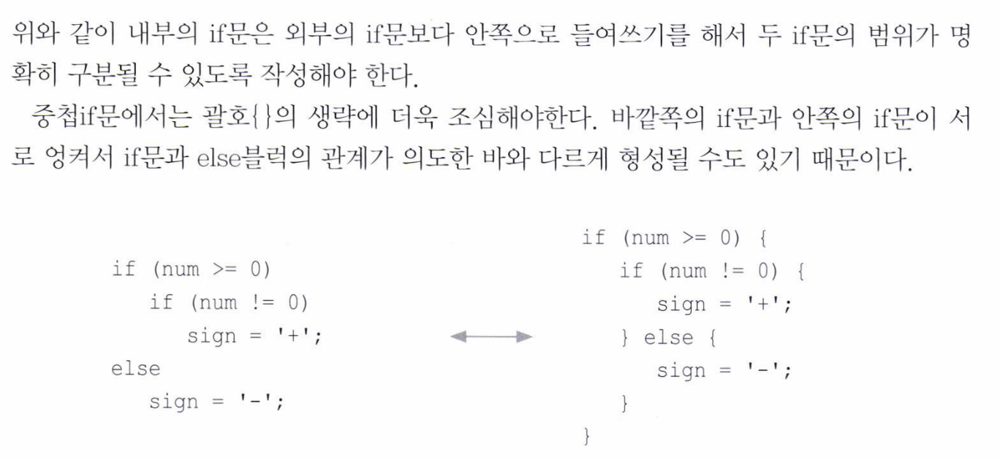 위와 같이 내부의 if문은 외부의 if문보다 안쪽으로 들여쓰기를 해서 두 if문의 범위가 명
확히 구분될 수 있도록 작성해야 한다.
중첩if문에서는 괄호{}의 생략에 더욱 조심해야한다. 바깥쪽의 if문과 안쪽의 if문이 서
로 엉켜서 if문과 else블럭의 관계가 의도한 바와 다르게 형성될 수도 있기 때문이다.
if (num >= 0)
   if (num != 0)
      sign = '+';
else
   sign = '-';
if (num >= 0) {
   if (num != 0) {
      sign = '+';
   } else {
      sign = '-';
   }
}